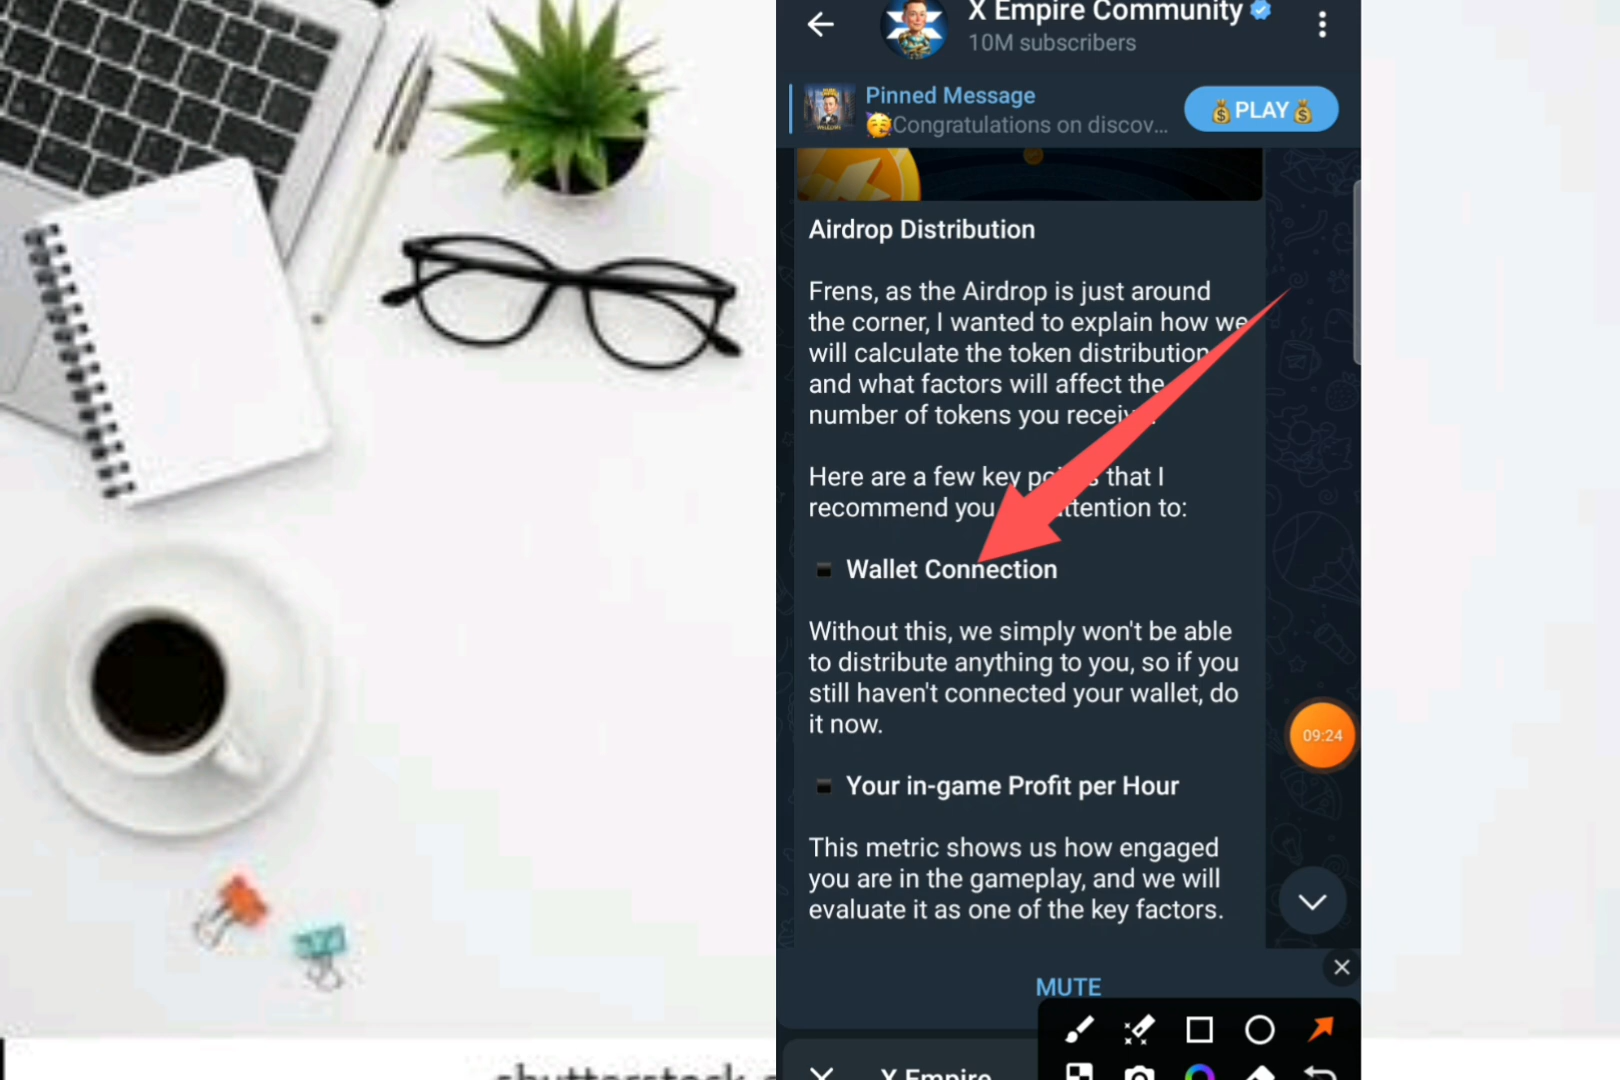 X Empire Community
10M subscribers
Pinned Message
Congratulations on discov...
PLAY
Airdrop Distribution
Frens, as the Airdrop is just around
the corner, I wanted to explain how we
will calculate the token distribution
and what factors will affect the
number of tokens you receive.
Here are a few key points that I
recommend you attention to:
Wallet Connection
Without this, we simply won't be able
to distribute anything to you, so if you
still haven't connected your wallet, do
it now.
Your in-game Profit per Hour
This metric shows us how engaged
you are in the gameplay, and we will
evaluate it as one of the key factors.
09:24
MUTE
X Empire
shutterstock